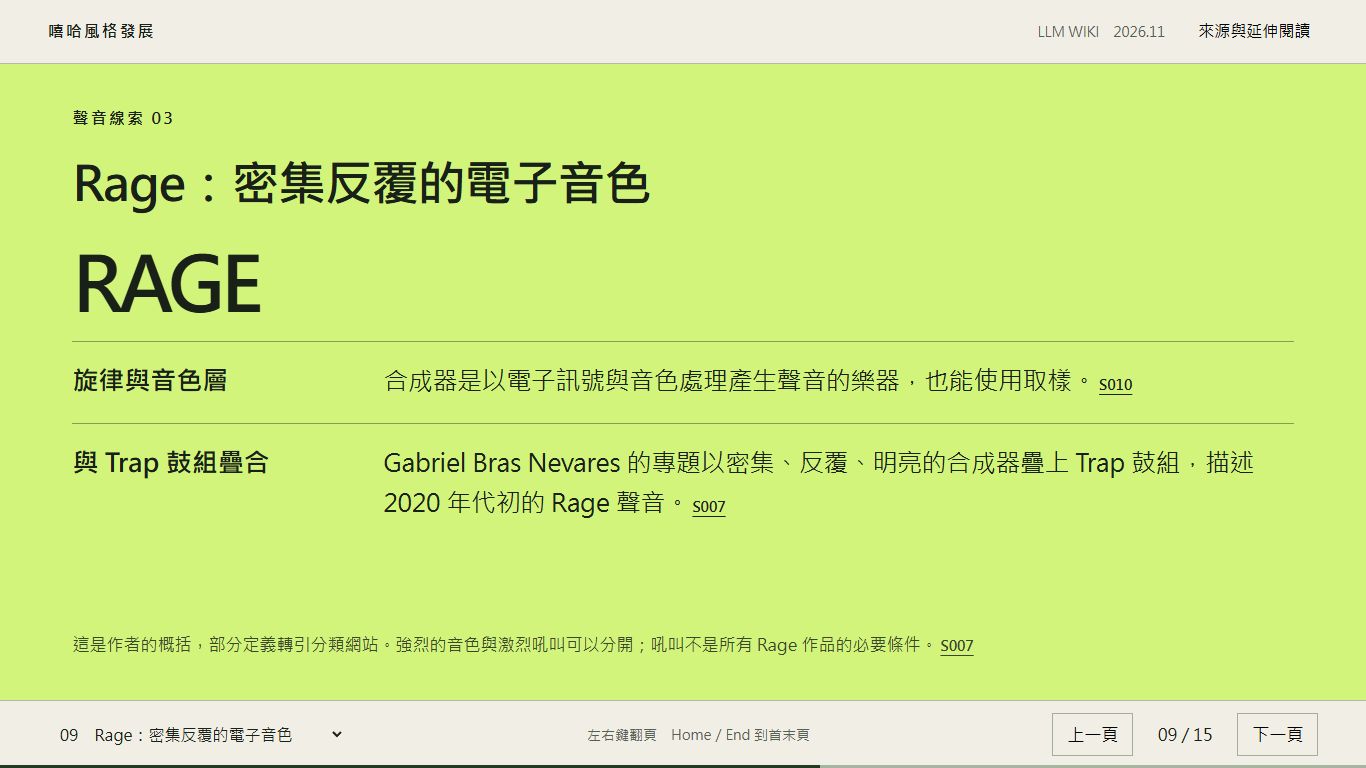 嘻哈風格發展
LLM WIKI 2026.11 來源與延伸閱讀
聲音線索 03
Rage：密集反覆的電子音色
RAGE
旋律與音色層
合成器是以電子訊號與音色處理產生聲音的樂器，也能使用取樣。 S010
與 Trap 鼓組疊合
Gabriel Bras Nevares 的專題以密集、反覆、明亮的合成器疊上 Trap 鼓組，描述
2020 年代初的 Rage 聲音。 S007
這是作者的概括，部分定義轉引分類網站。強烈的音色與激烈吼叫可以分開；吼叫不是所有 Rage 作品的必要條件。 S007
09 Rage：密集反覆的電子音色
左右鍵翻頁 Home / End 到首末頁
上一頁 09 / 15 下一頁